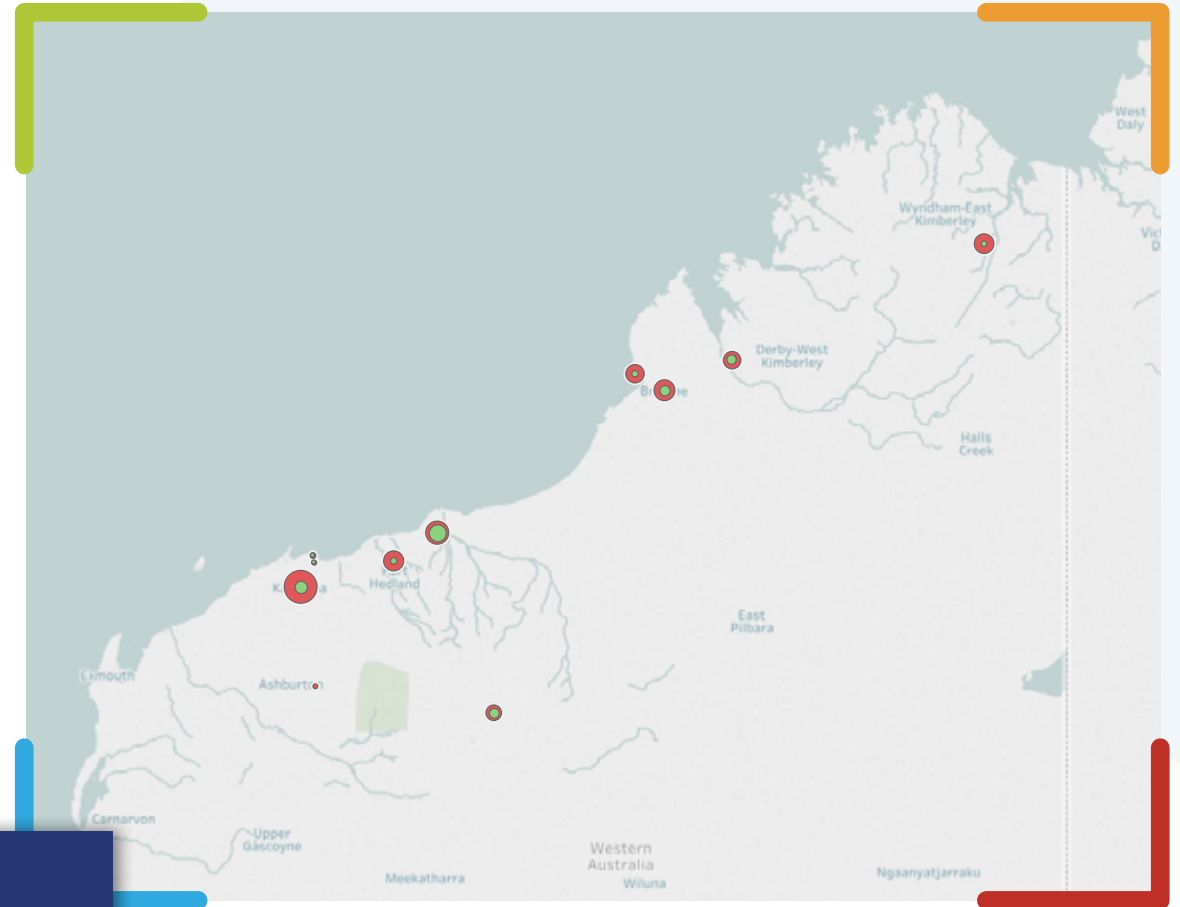 West
Daly
Wyndham-East
Kimberley
Derby-West
Kimberley
Halls
Creek
Hedland
East
Pilbara
Exmouth
Ashburton
Carnarvon
Upper
Gascoyne
Western
Australia
Meekatharra
Wiluna
Ngaanyatjarraku